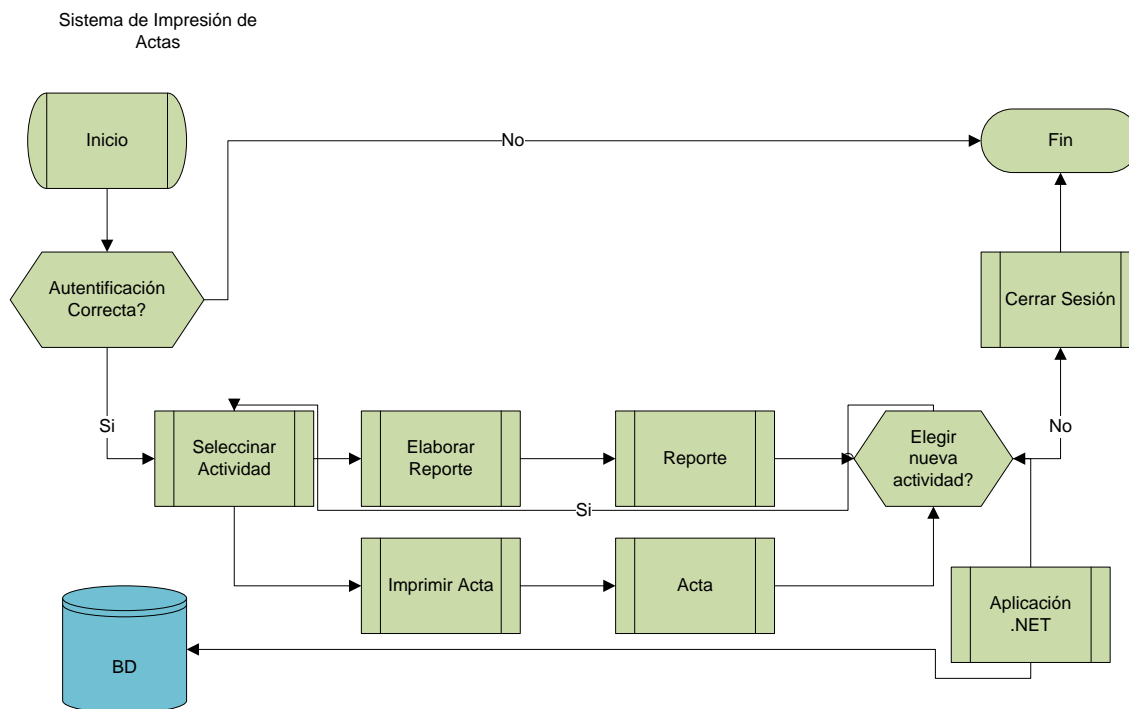 Sistema de Impresión de
Actas
Inicio
No
Fin
Autentificación
Correcta?
Cerrar Sesión
Si
Seleccinar
Actividad
Elaborar
Reporte
Reporte
Elegir
nueva
actividad?
No
Si
Imprimir Acta
Acta
Aplicación
.NET
BD